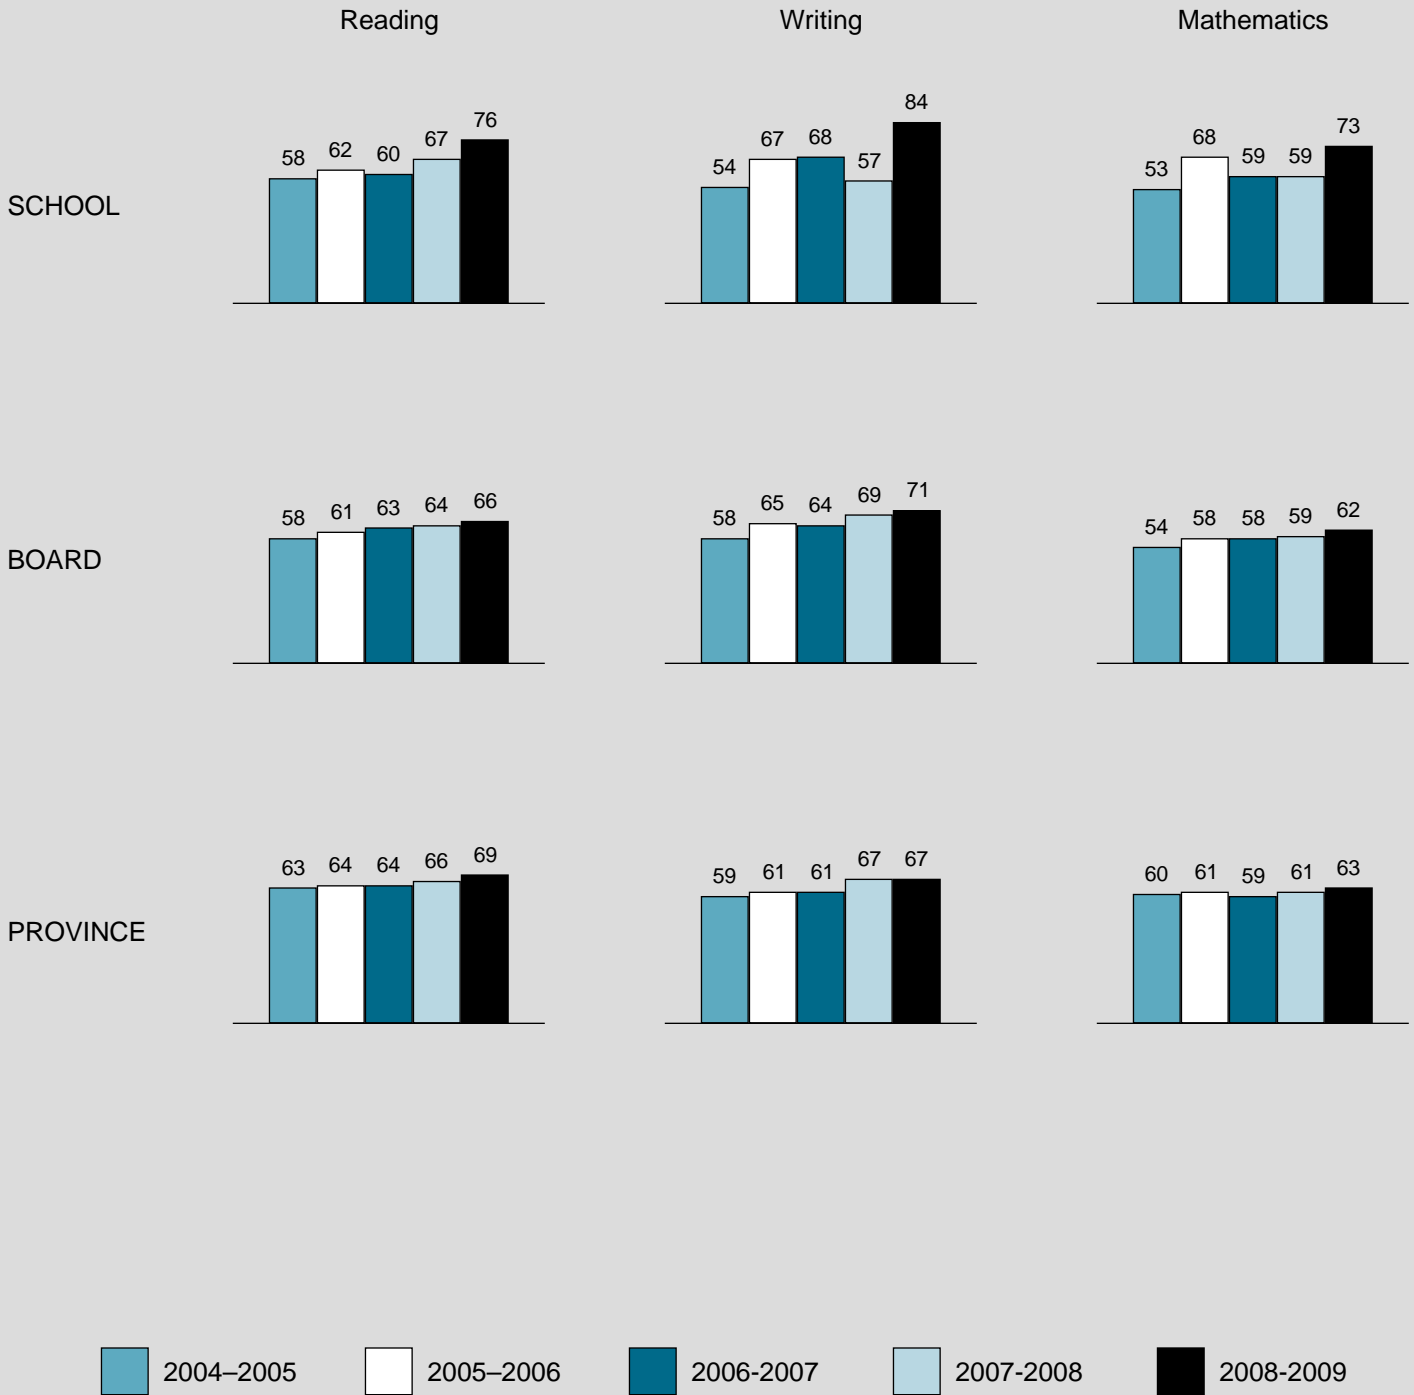 Reading Writing Mathematics
SCHOOL
58 62 60 67 76
54 67 68 57 84
53 68 59 59 73
BOARD
58 61 63 64 66
58 65 64 69 71
54 58 58 59 62
PROVINCE
63 64 64 66 69
59 61 61 67 67
60 61 59 61 63
2004–2005 2005–2006 2006-2007 2007-2008 2008-2009